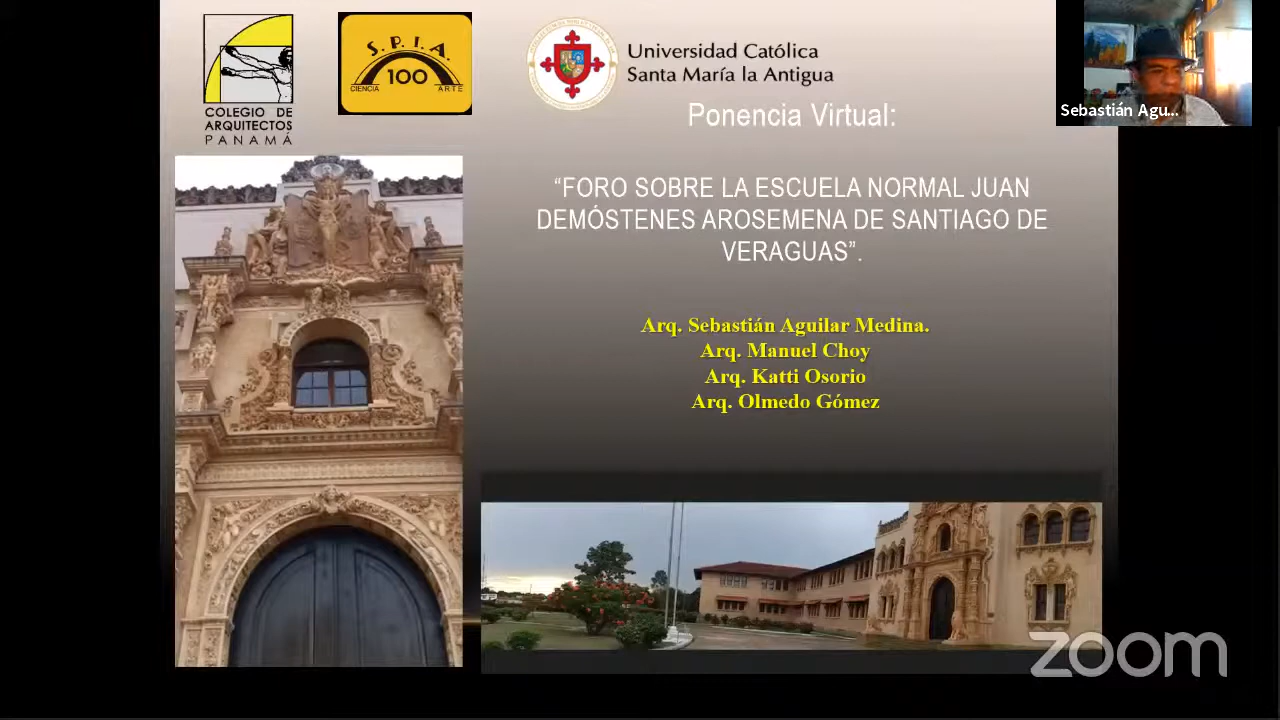 COLEGIO DE
ARQUITECTOS
PANAMÁ
S.P.I.A.
100
CIENCIA ARTE
Universidad Católica
Santa María la Antigua
Ponencia Virtual:
“FORO SOBRE LA ESCUELA NORMAL JUAN
DEMÓSTENES AROSEMENA DE SANTIAGO DE
VERAGUAS”.
Arq. Sebastián Aguilar Medina.
Arq. Manuel Choy
Arq. Katti Osorio
Arq. Olmedo Gómez
Sebastián Agu...
zoom